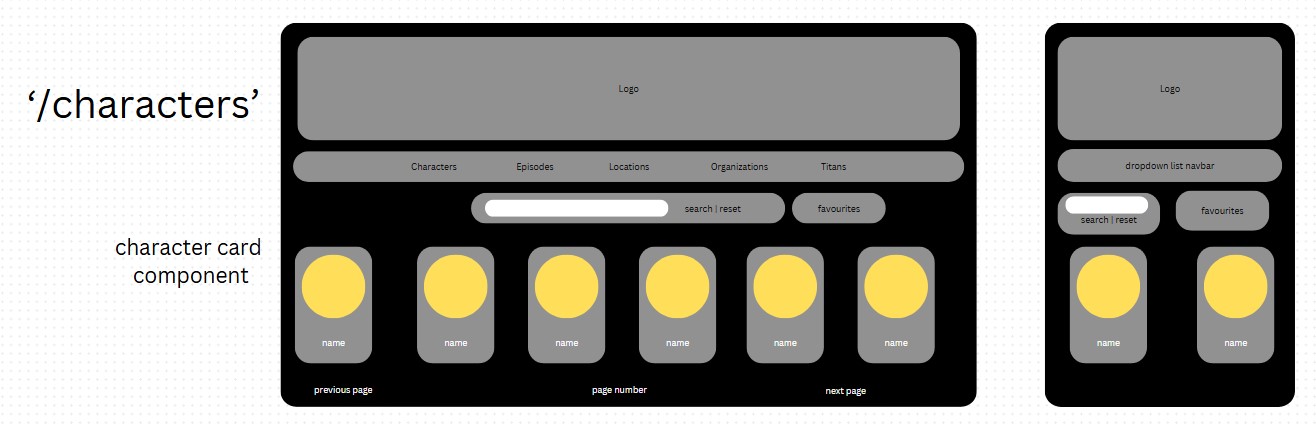 ‘/characters’
character card
component
Logo
Characters Episodes Locations Organizations Titans
search | reset favourites
name name name name name name
previous page page number next page
Logo
dropdown list navbar
search | reset favourites
name name